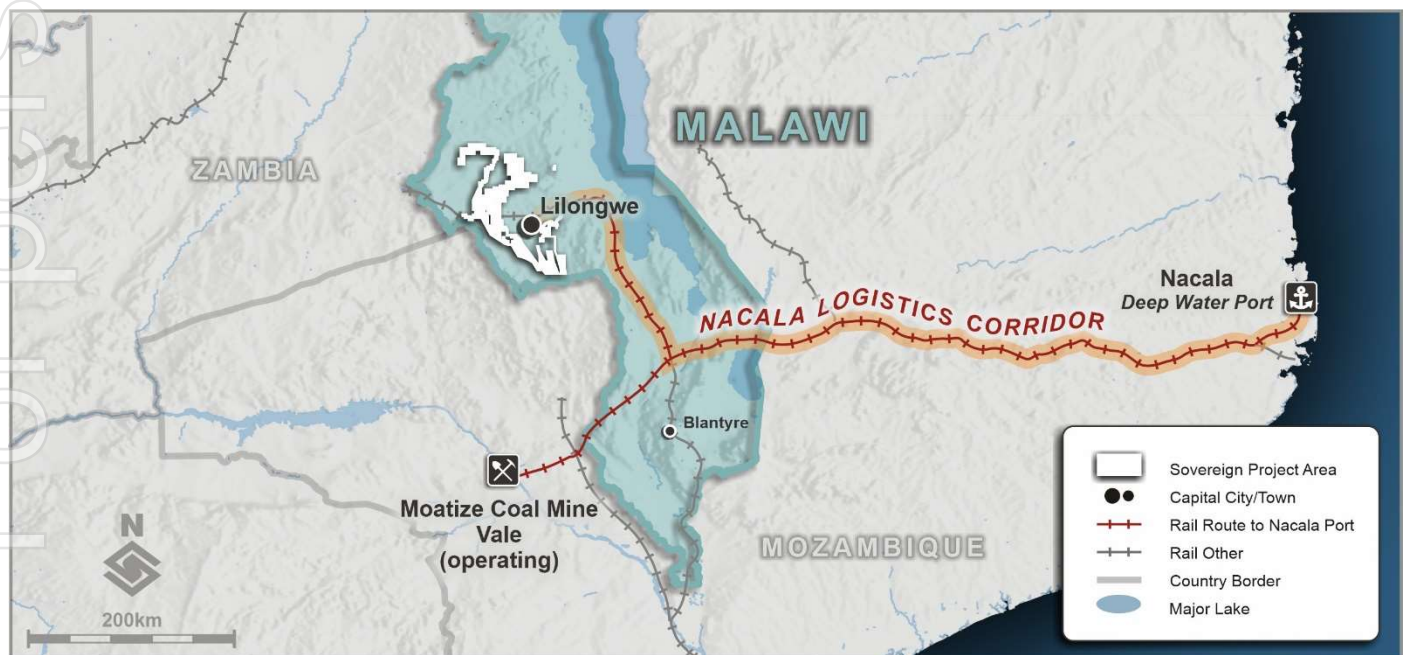 ZAMBIA
MALAWI
Lilongwe
Nacala
Deep Water Port
NACALA LOGISTICS CORRIDOR
Blantyre
Moatize Coal Mine
Vale
(operating)
MOZAMBIQUE
N
200km
Sovereign Project Area
Capital City/Town
Rail Route to Nacala Port
Rail Other
Country Border
Major Lake